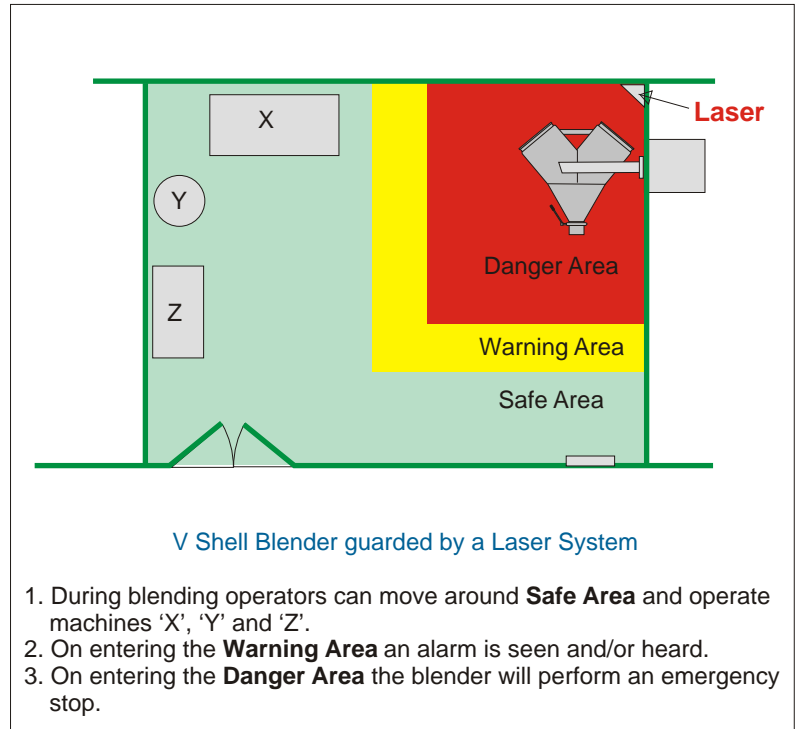 X
Laser
Y
Danger Area
Z
Warning Area
Safe Area
V Shell Blender guarded by a Laser System
1. During blending operators can move around Safe Area and operate
machines ‘X’, ‘Y’ and ‘Z’.
2. On entering the Warning Area an alarm is seen and/or heard.
3. On entering the Danger Area the blender will perform an emergency
stop.